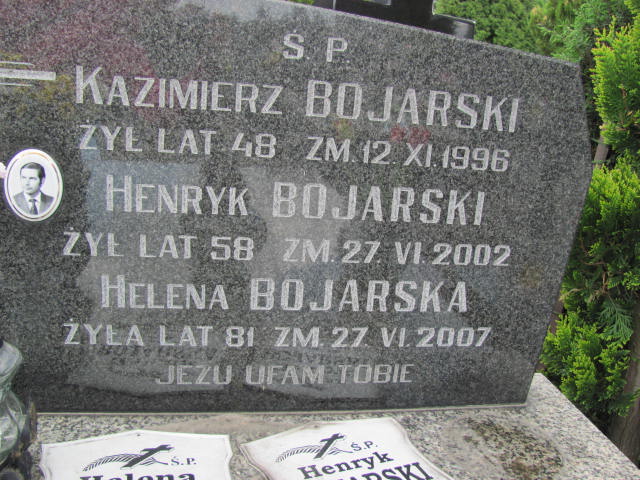 Ś. P.
KAZIMIERZ BOJARSKI
ŻYŁ LAT 48 ZM. 12 XI. 1996
HENRYK BOJARSKI
ŻYŁ LAT 58 ZM. 27. VI. 2002
HELENA BOJARSKA
ŻYŁA LAT 81 ZM. 27. VI. 2007
JEZU UFAM TOBIE
Ś.P.
Helena
Ś.P.
Henryk